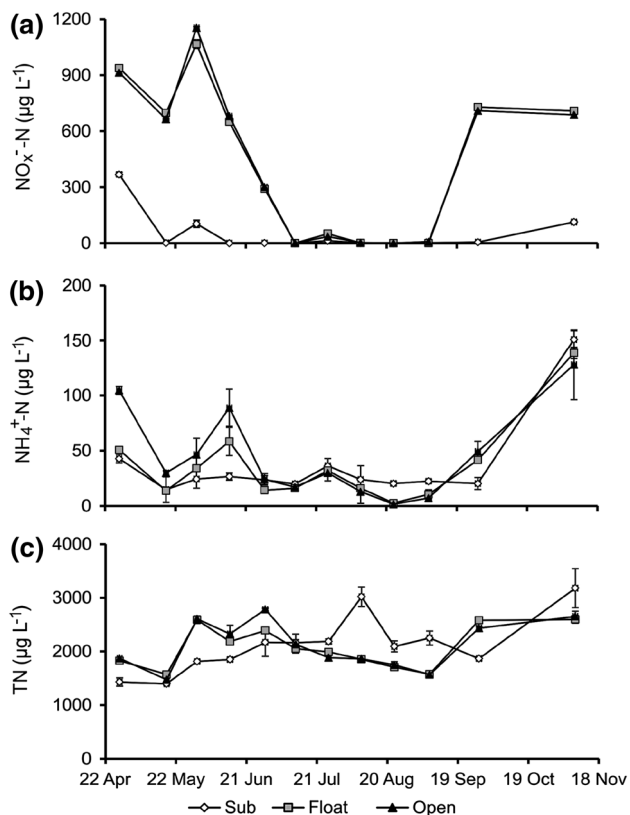 (a)
1200
900
600
300
0
NOₓ⁻-N (µg L⁻¹)
(b)
200
150
100
50
0
NH₄⁺-N (µg L⁻¹)
(c)
4000
3000
2000
1000
0
TN (µg L⁻¹)
22 Apr 22 May 21 Jun 21 Jul 20 Aug 19 Sep 19 Oct 18 Nov
Sub Float Open